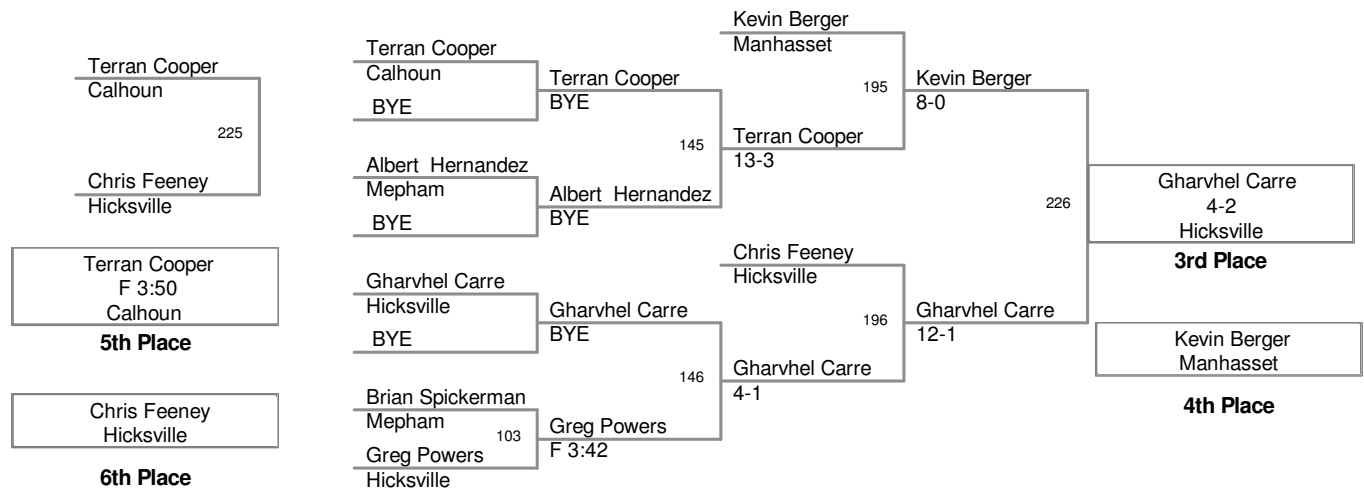 Terran Cooper
Calhoun
225
Chris Feeney
Hicksville
Terran Cooper
F 3:50
Calhoun
5th Place
Chris Feeney
Hicksville
6th Place
Terran Cooper
Calhoun
BYE
Albert Hernandez
Mepham
BYE
Gharvhel Carre
Hicksville
BYE
Brian Spickerman
Mepham
103
Greg Powers
Hicksville
Terran Cooper
BYE
145
Albert Hernandez
BYE
Gharvhel Carre
BYE
146
Greg Powers
F 3:42
Kevin Berger
Manhasset
195
Terran Cooper
13-3
Chris Feeney
Hicksville
196
Gharvhel Carre
4-1
Kevin Berger
8-0
226
Gharvhel Carre
12-1
Gharvhel Carre
4-2
Hicksville
3rd Place
Kevin Berger
Manhasset
4th Place